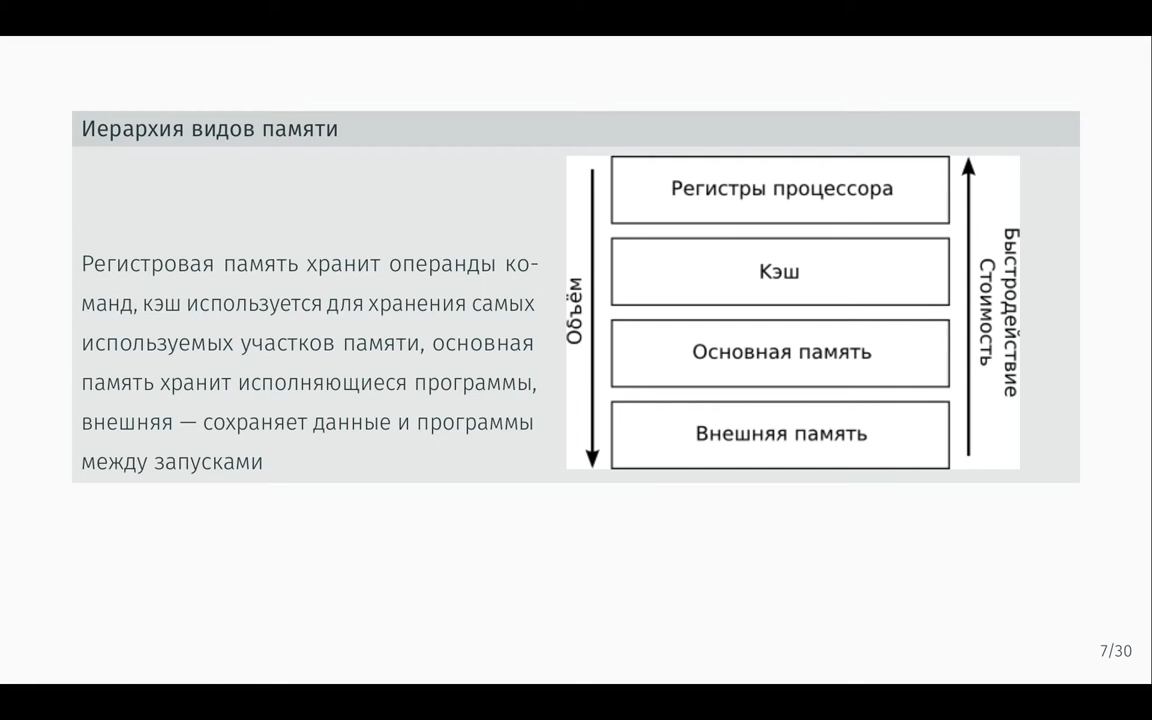 Иерархия видов памяти
Регистровая память хранит операнды ко-
манд, кэш используется для хранения самых
используемых участков памяти, основная
память хранит исполняющиеся программы,
внешняя — сохраняет данные и программы
между запусками
Объём
Регистры процессора
Кэш
Основная память
Внешняя память
Быстродействие
Стоимость
7/30